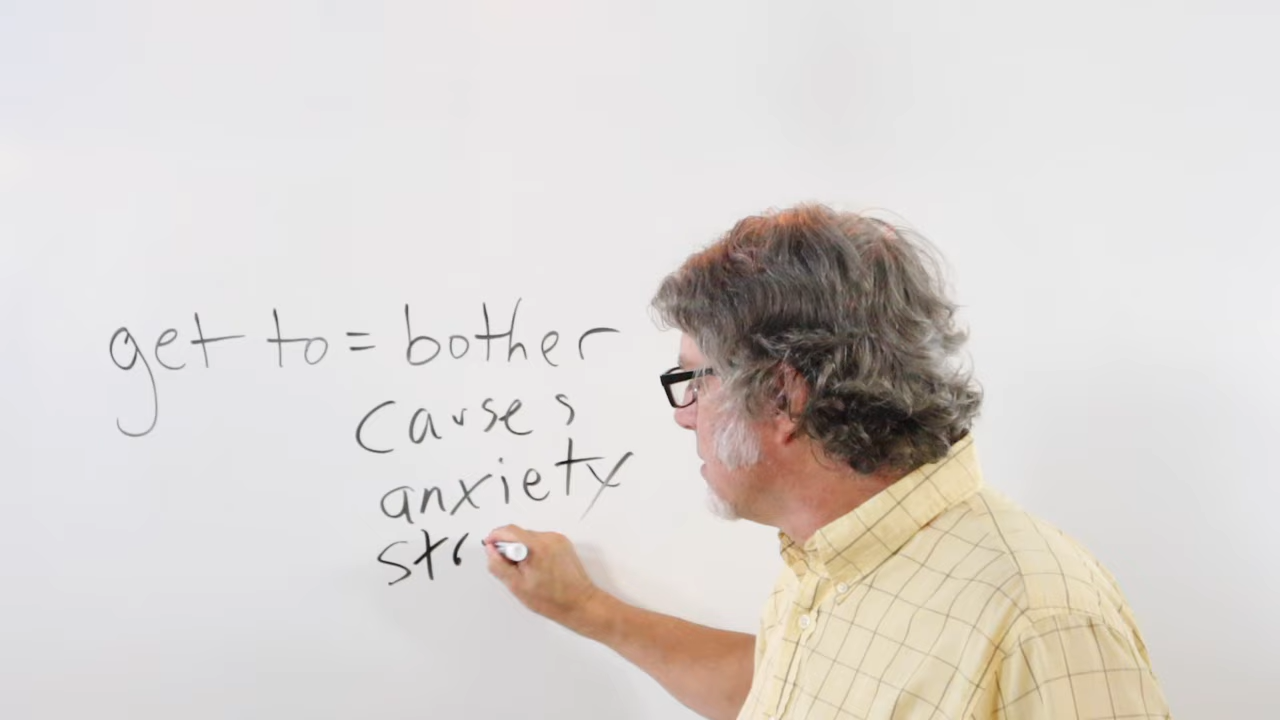 get to = bother
causes
anxiety